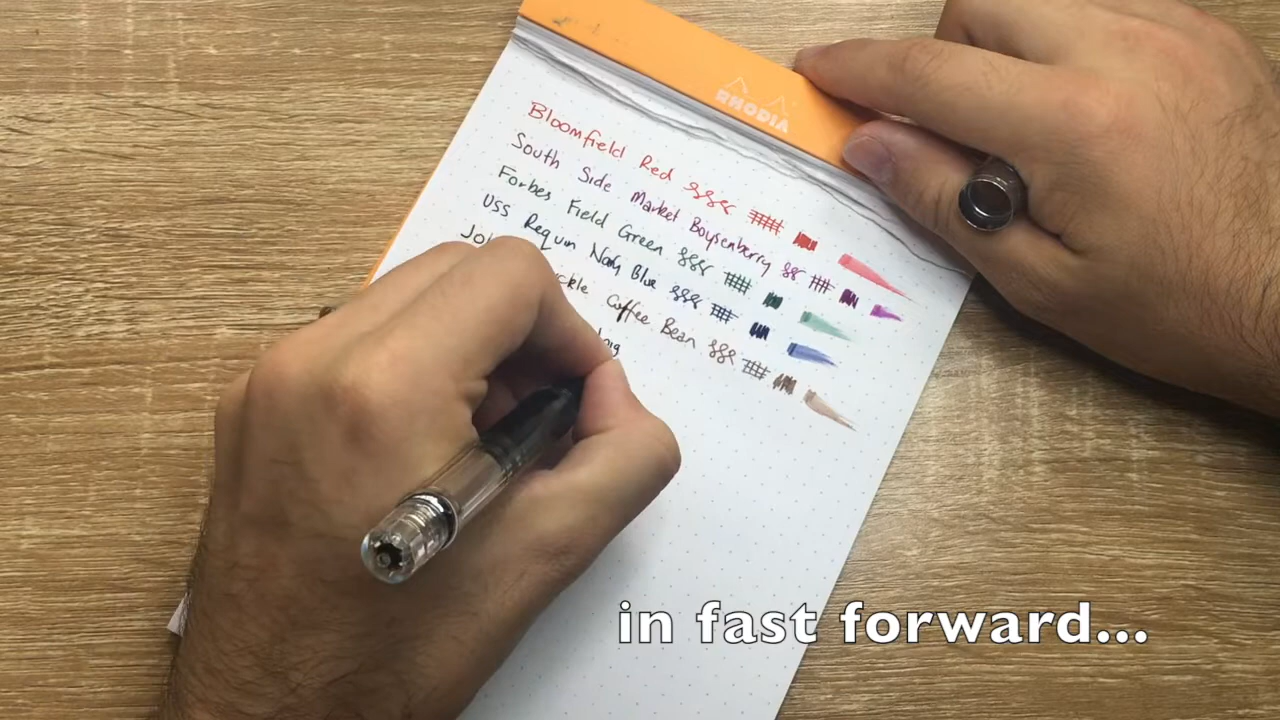 RHODIA
Bloomfield Red
South Side Market Boysenberry
Forbes Field Green
USS Requin Navy Blue
Coffee Bean
in fast forward...